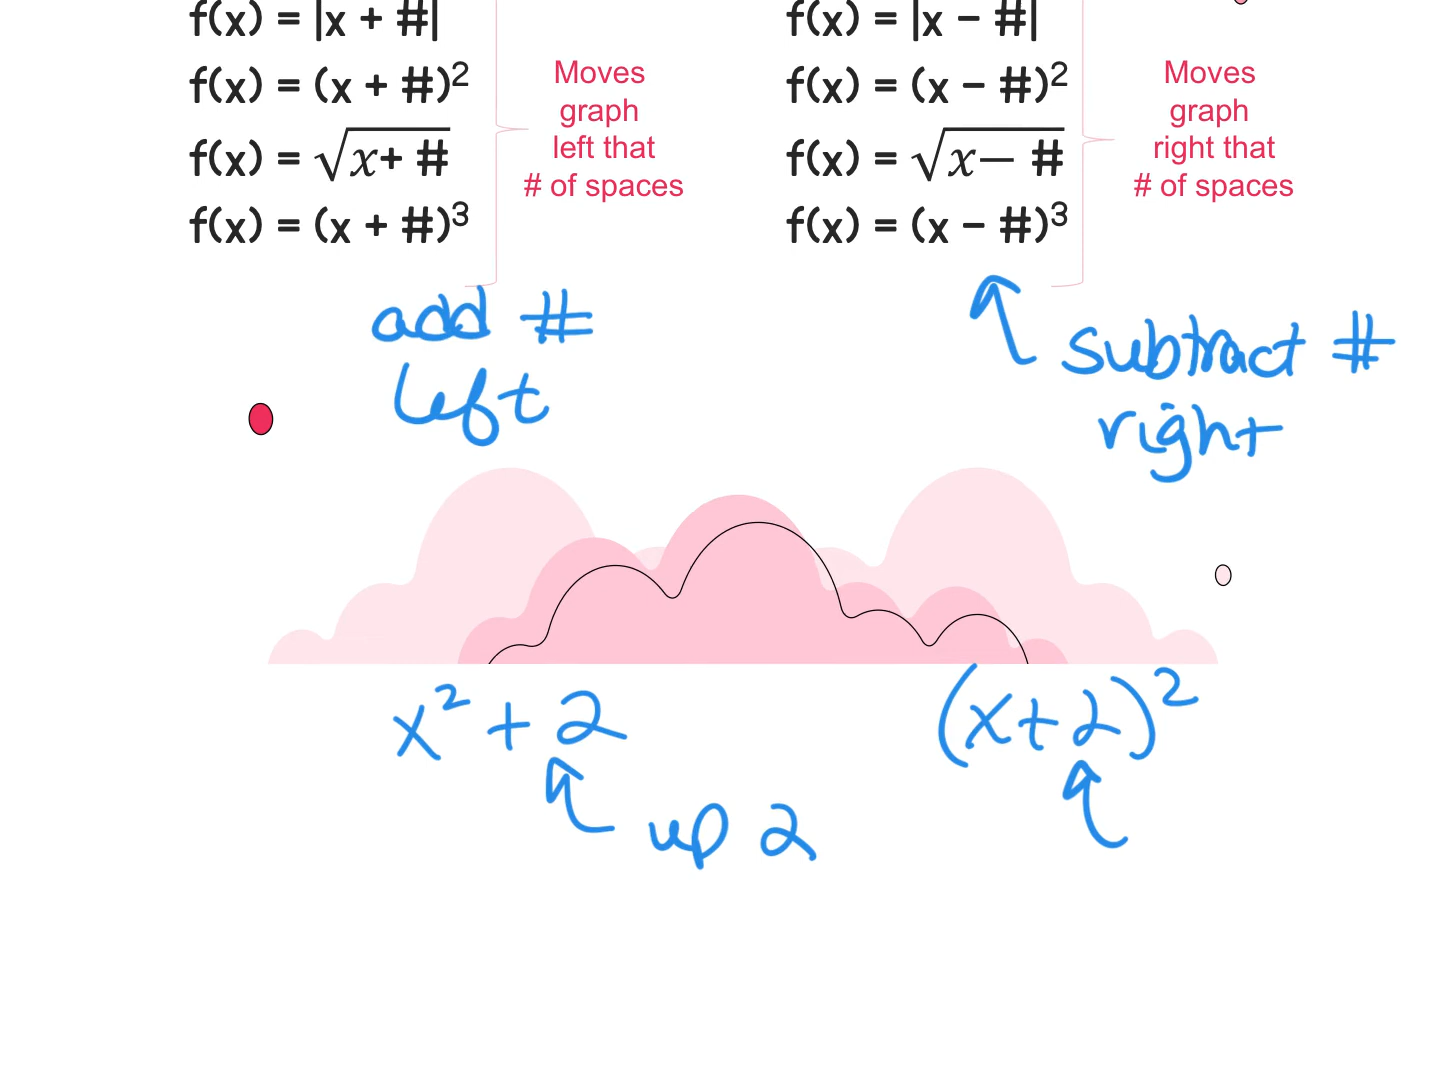 f(x) = |x + #|
f(x) = (x + #)²
f(x) = √x+ #
f(x) = (x + #)³
Moves
graph
left that
# of spaces
f(x) = |x − #|
f(x) = (x − #)²
f(x) = √x− #
f(x) = (x − #)³
Moves
graph
right that
# of spaces
add #
left
subtract #
right
x² + 2
up 2
(x+2)²